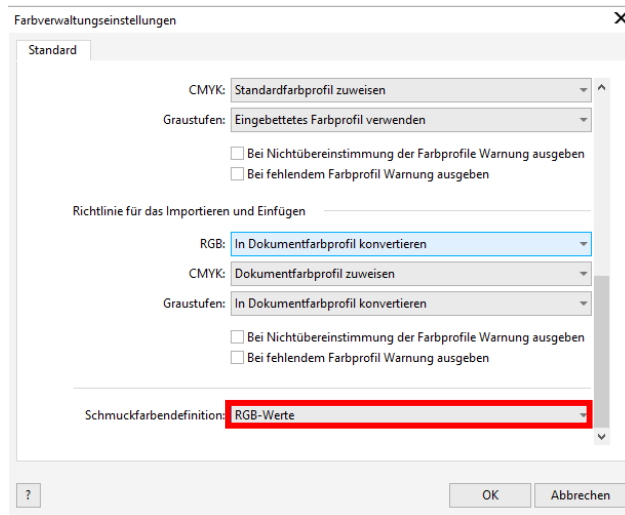 Farbverwaltungseinstellungen
Standard
CMYK: Standardfarbprofil zuweisen
Graustufen: Eingebettetes Farbprofil verwenden
Bei Nichtübereinstimmung der Farbprofile Warnung ausgeben
Bei fehlendem Farbprofil Warnung ausgeben
Richtlinie für das Importieren und Einfügen
RGB: In Dokumentfarbprofil konvertieren
CMYK: Dokumentfarbprofil zuweisen
Graustufen: In Dokumentfarbprofil konvertieren
Bei Nichtübereinstimmung der Farbprofile Warnung ausgeben
Bei fehlendem Farbprofil Warnung ausgeben
Schmuckfarbendefinition: RGB-Werte
? OK Abbrechen